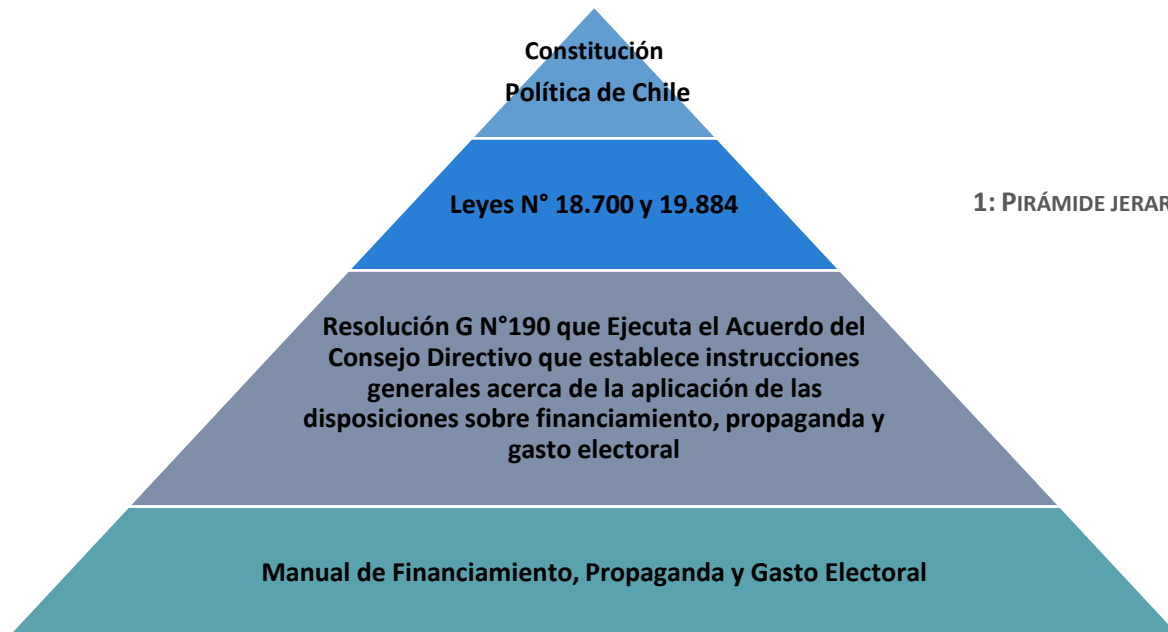 Constitución
Política de Chile
Leyes N° 18.700 y 19.884
1: PIRÁMIDE JERAR
Resolución G N°190 que Ejecuta el Acuerdo del
Consejo Directivo que establece instrucciones
generales acerca de la aplicación de las
disposiciones sobre financiamiento, propaganda y
gasto electoral
Manual de Financiamiento, Propaganda y Gasto Electoral